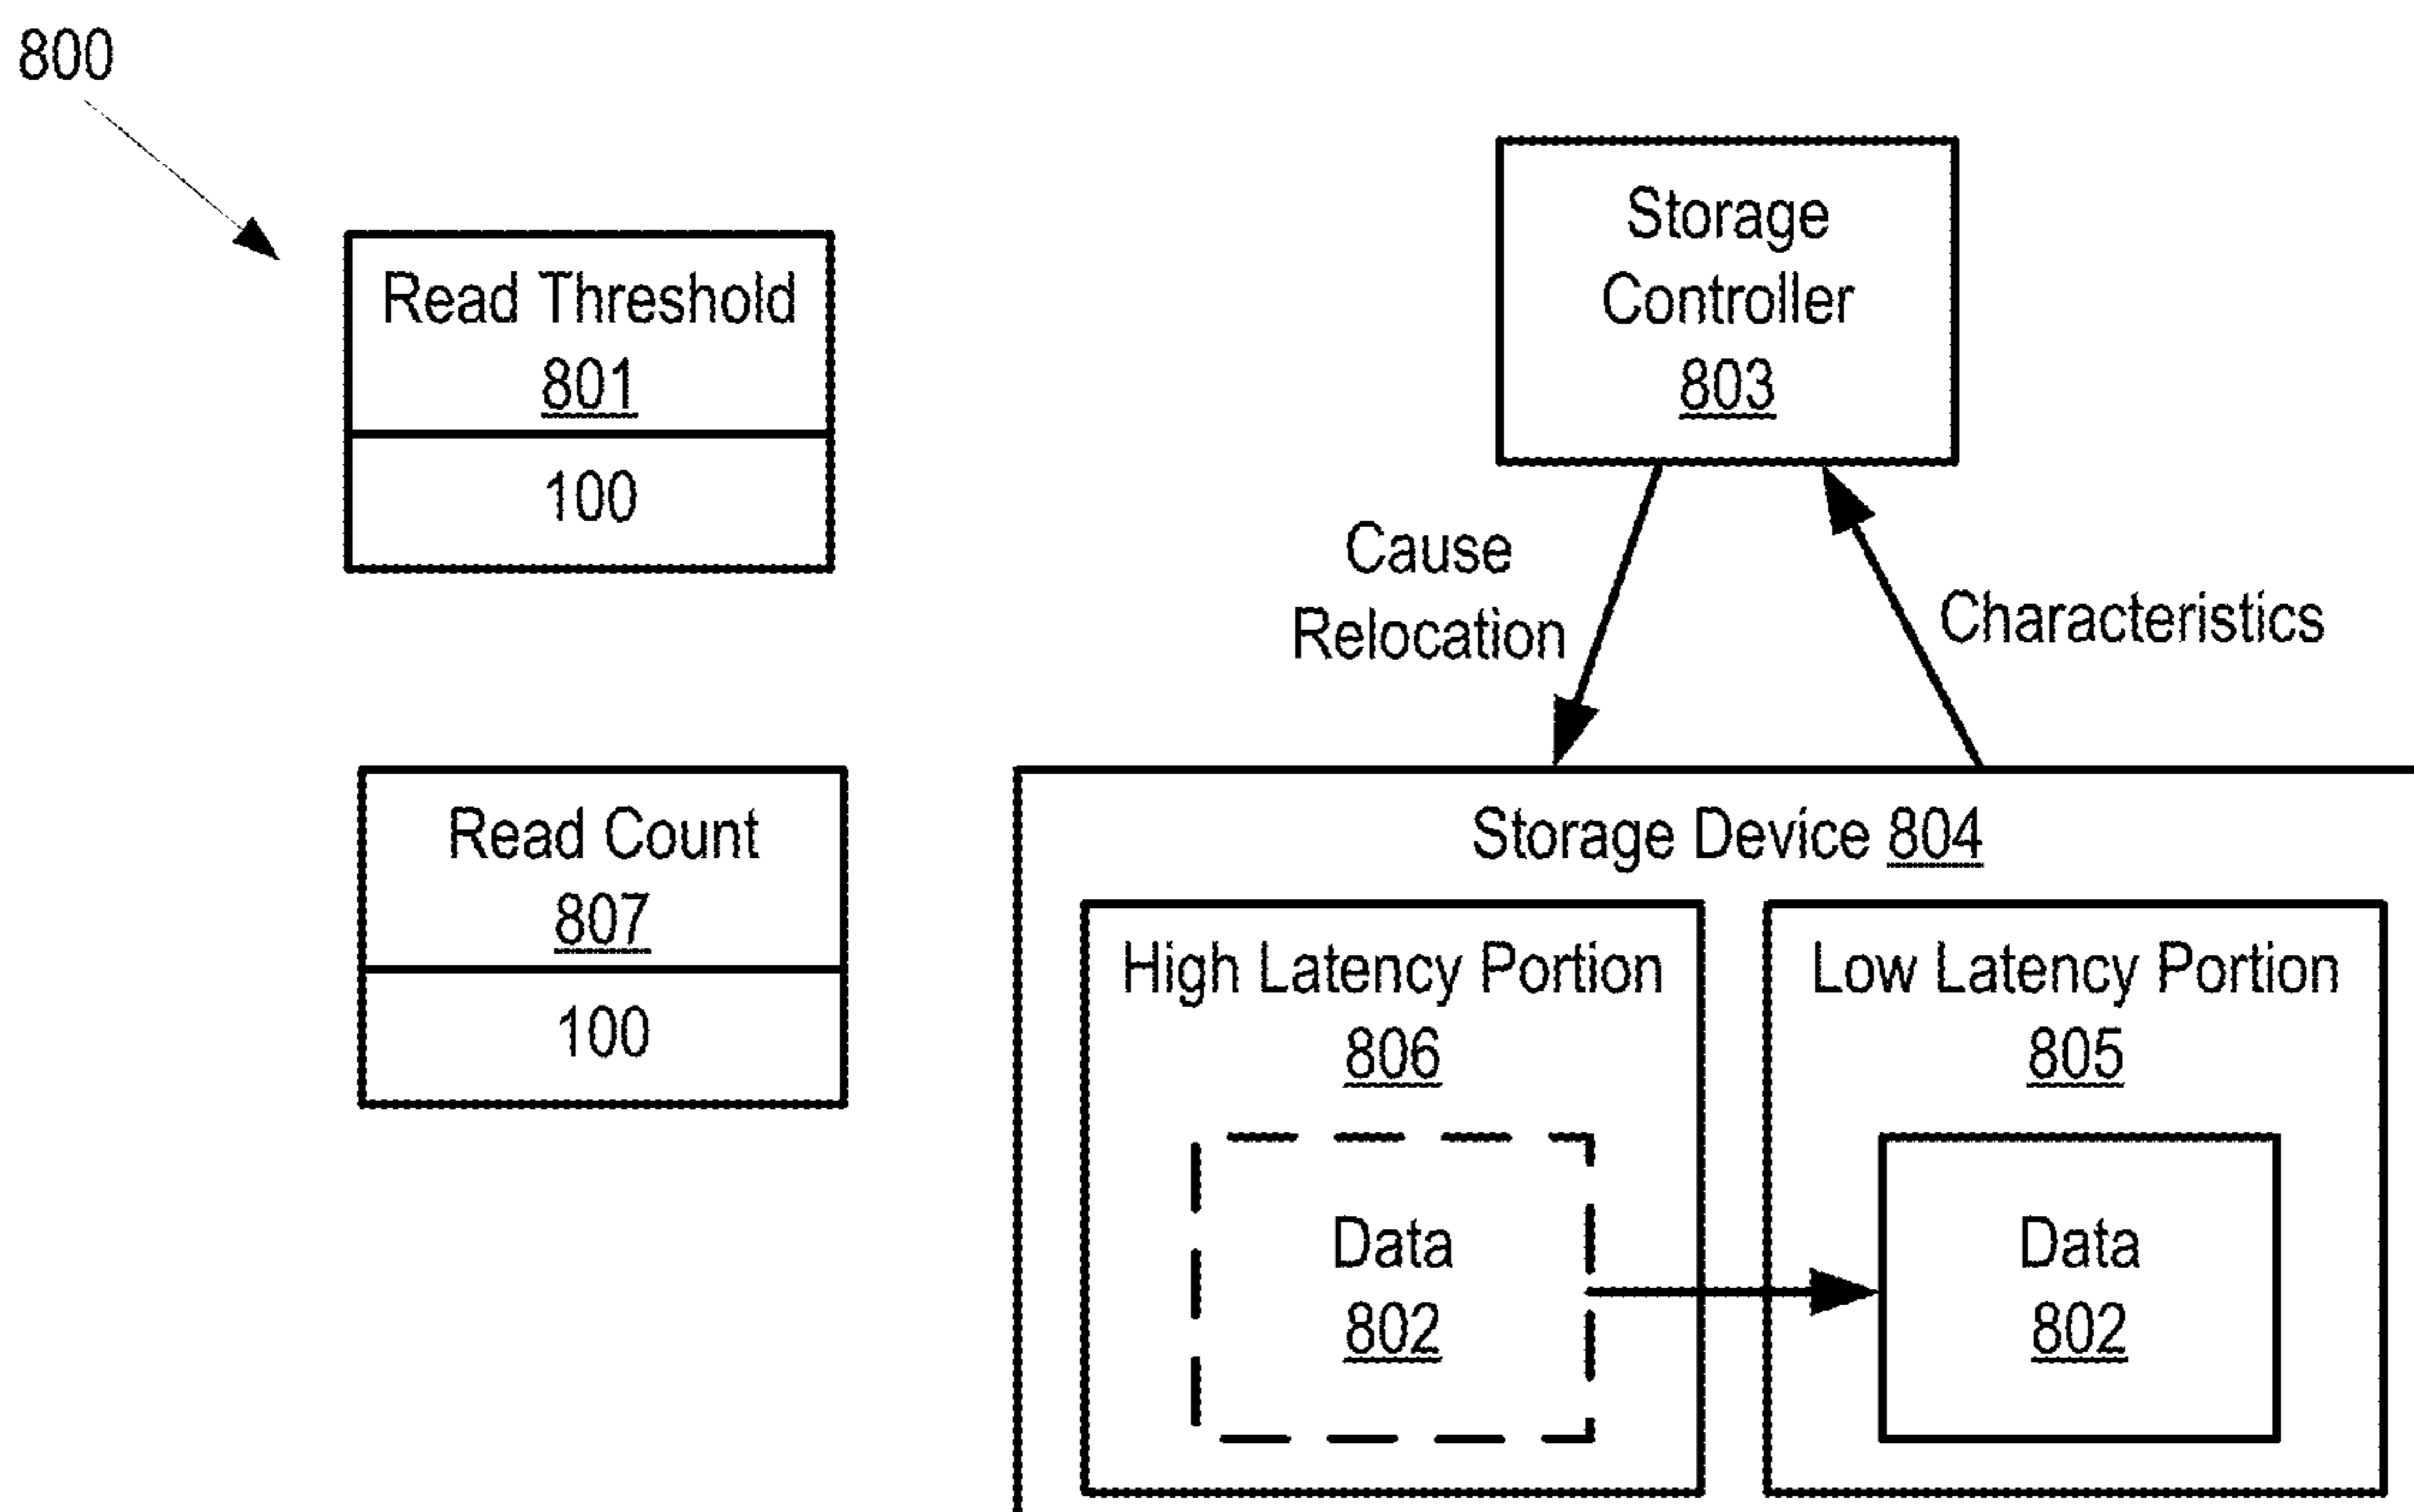 800
Read Threshold
801
100
Storage
Controller
803
Cause
Relocation
Characteristics
Read Count
807
100
Storage Device 804
High Latency Portion
806
Data
802
Low Latency Portion
805
Data
802